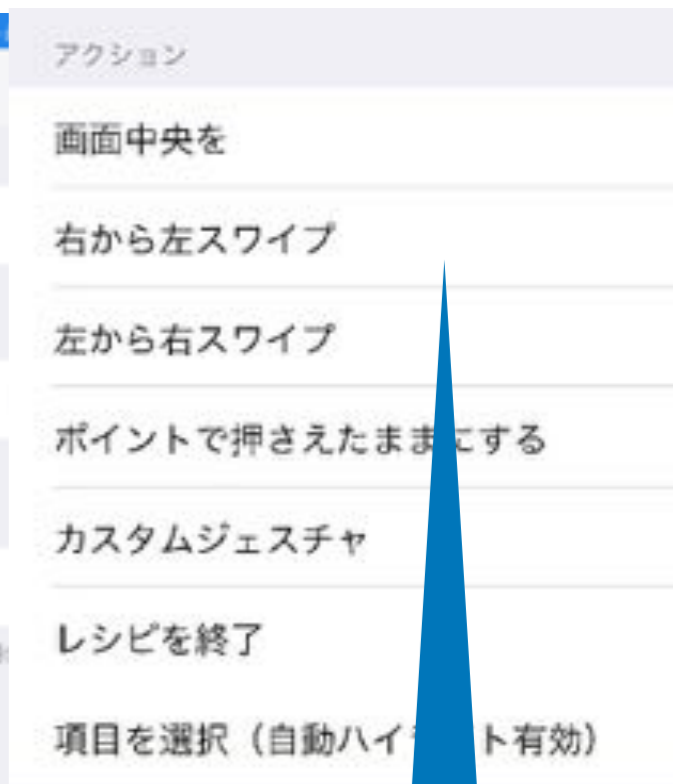 アクション
画面中央を
右から左スワイプ
左から右スワイプ
ポイントで押さえたままにする
カスタムジェスチャ
レシピを終了
項目を選択（自動ハイライト有効）